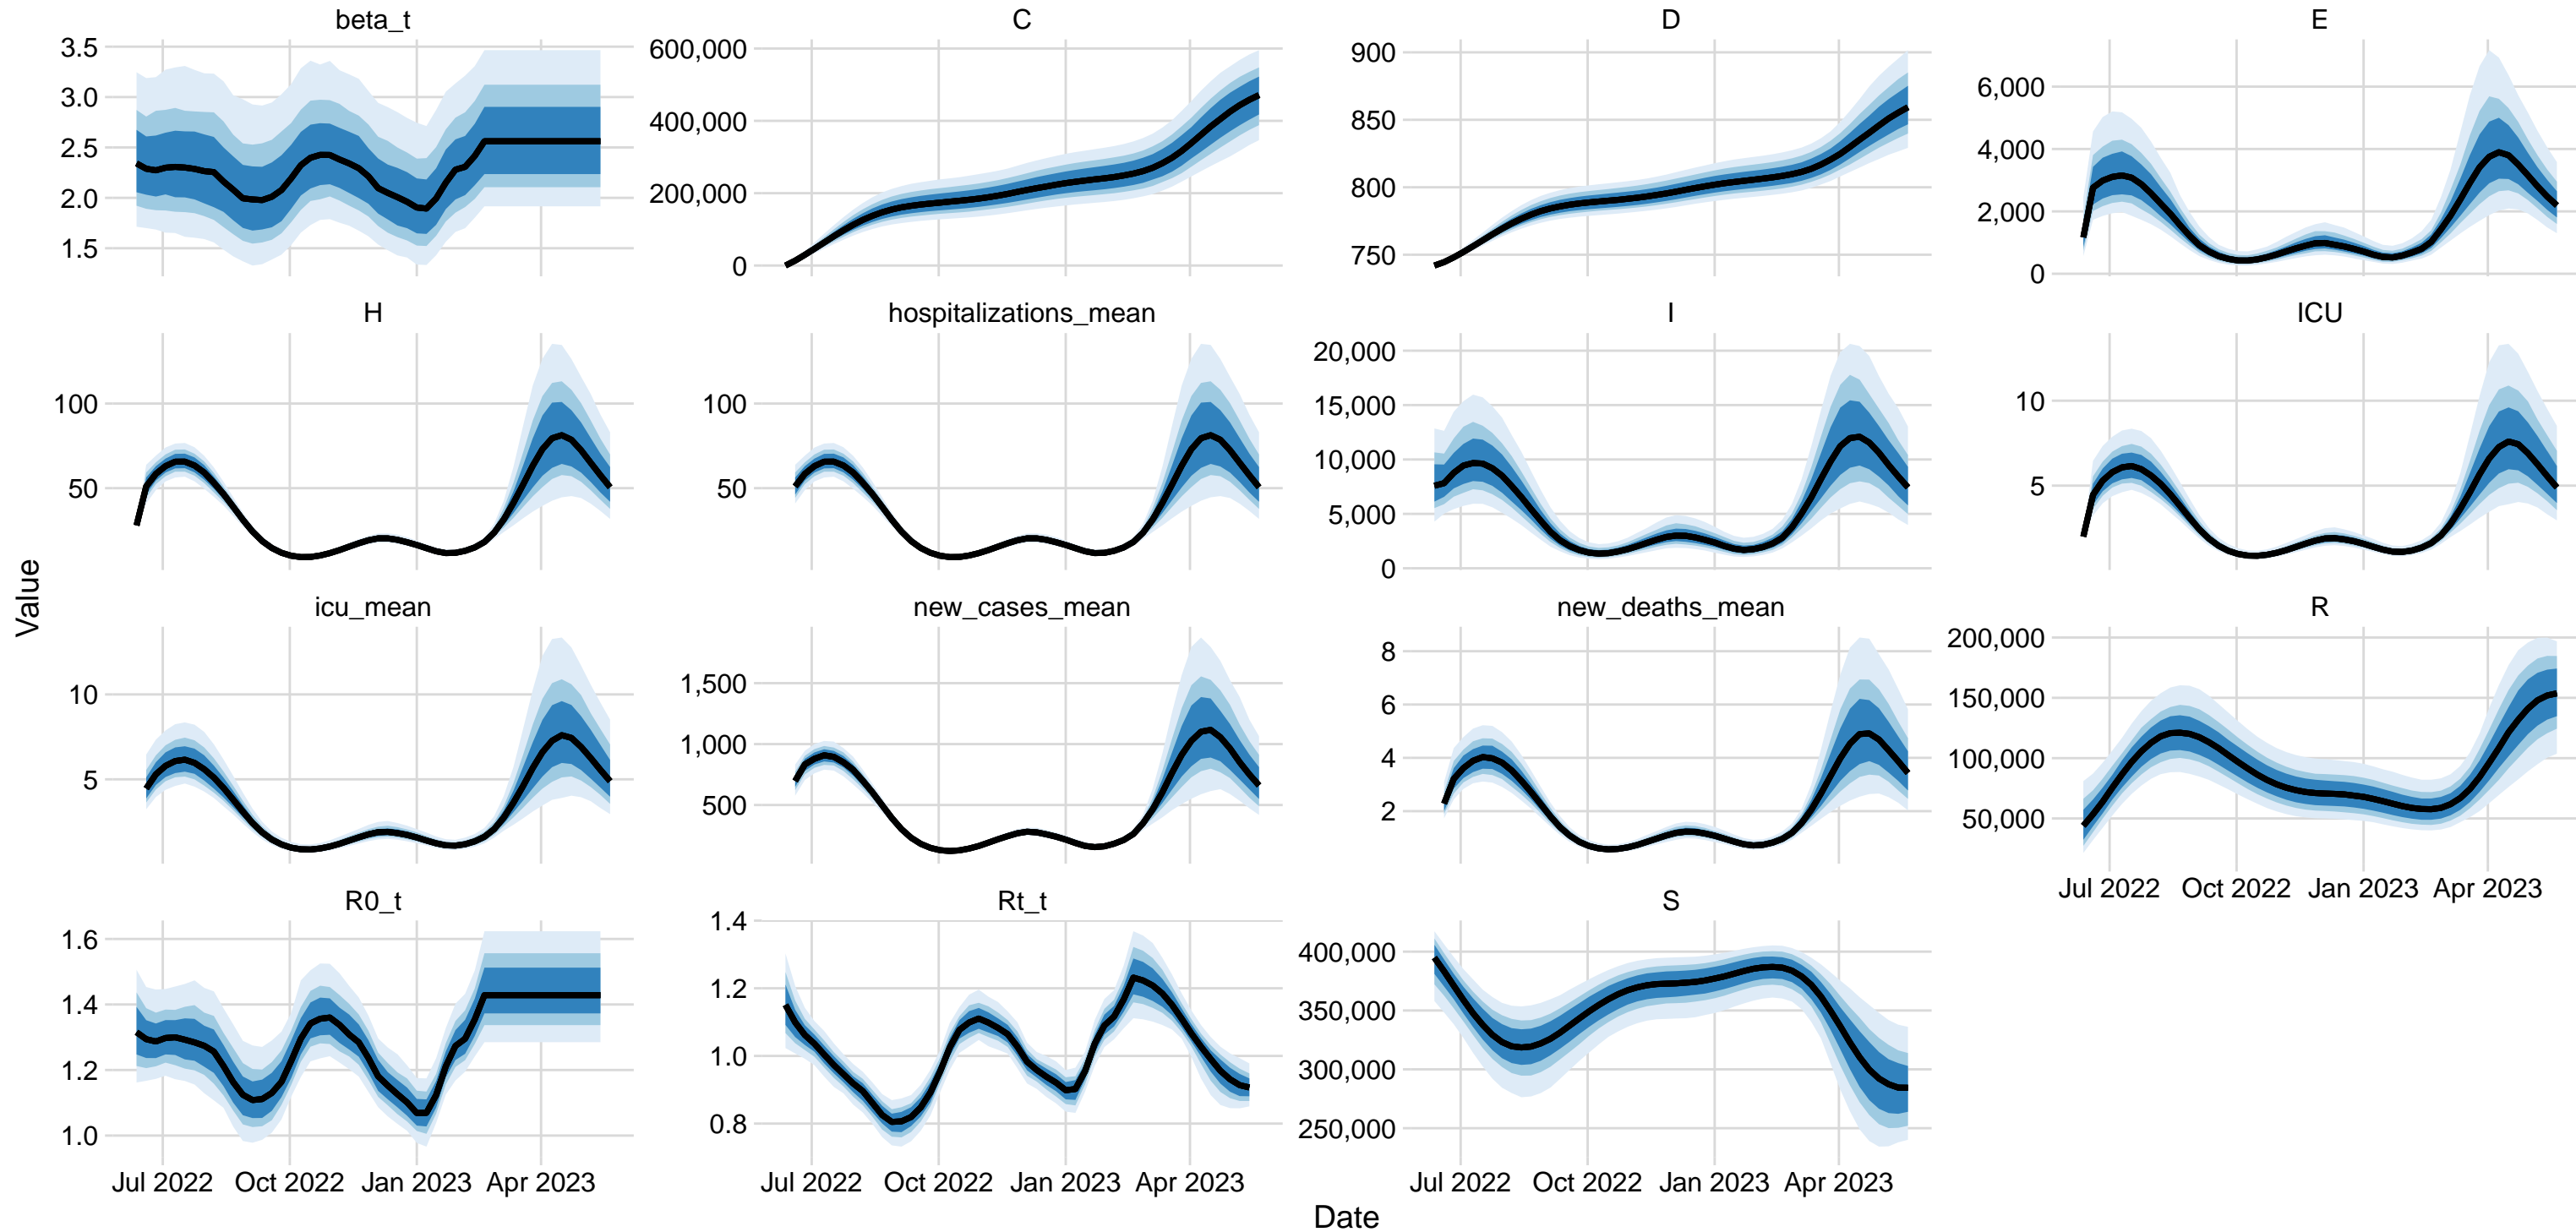 beta_t
C
D
E
3.5
3.0
2.5
2.0
1.5
600,000
400,000
200,000
0
900
850
800
750
6,000
4,000
2,000
0
H
hospitalizations_mean
I
ICU
100
50
100
50
20,000
15,000
10,000
5,000
0
10
5
Value
icu_mean
new_cases_mean
new_deaths_mean
R
10
5
1,500
1,000
500
8
6
4
2
200,000
150,000
100,000
50,000
Jul 2022 Oct 2022 Jan 2023 Apr 2023
R0_t
Rt_t
S
1.6
1.4
1.2
1.0
1.4
1.2
1.0
0.8
400,000
350,000
300,000
250,000
Jul 2022 Oct 2022 Jan 2023 Apr 2023
Jul 2022 Oct 2022 Jan 2023 Apr 2023
Jul 2022 Oct 2022 Jan 2023 Apr 2023
Date